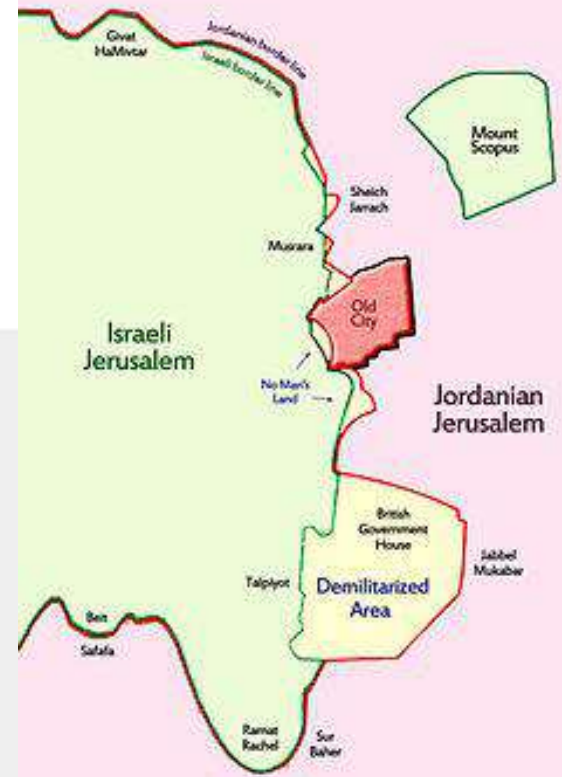 Givat
HaMivtar
Jordanian border line
Israeli border line
Mount
Scopus
Sheich
Jarrach
Musrara
Old
City
Israeli
Jerusalem
No Man's
Land
Jordanian
Jerusalem
British
Government
House
Jabbel
Mukabar
Talpiyot
Demilitarized
Area
Beit
Safafa
Ramat
Rachel
Sur
Baher